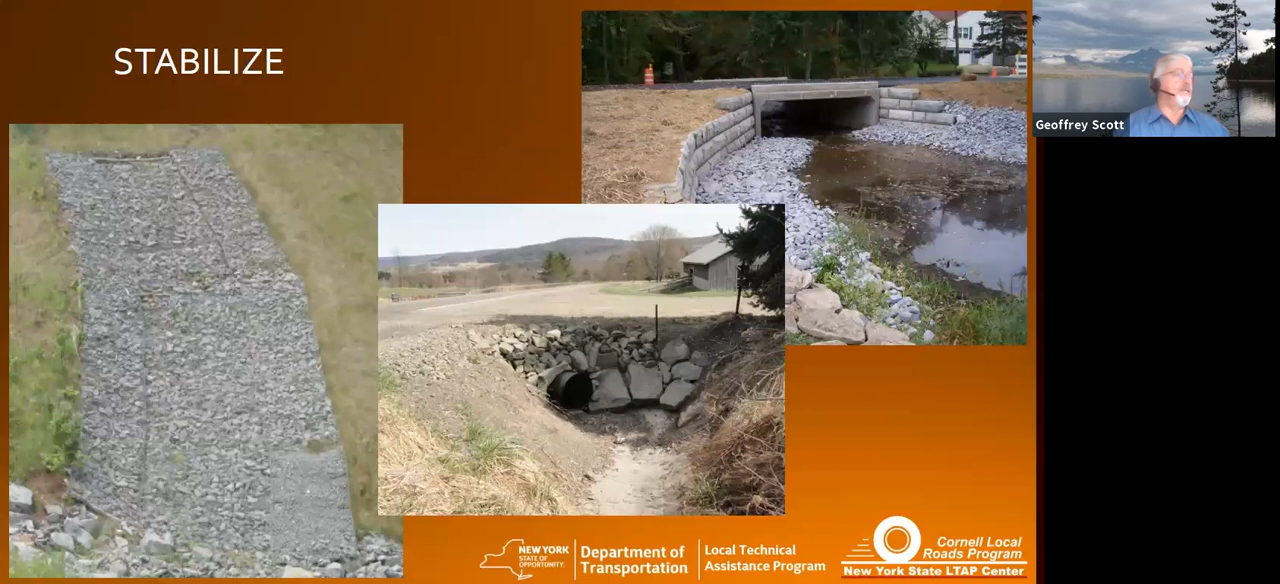 STABILIZE
Geoffrey Scott
NEW YORK
STATE OF
OPPORTUNITY.
Department of
Transportation
Local Technical
Assistance Program
Cornell Local
Roads Program
New York State LTAP Center